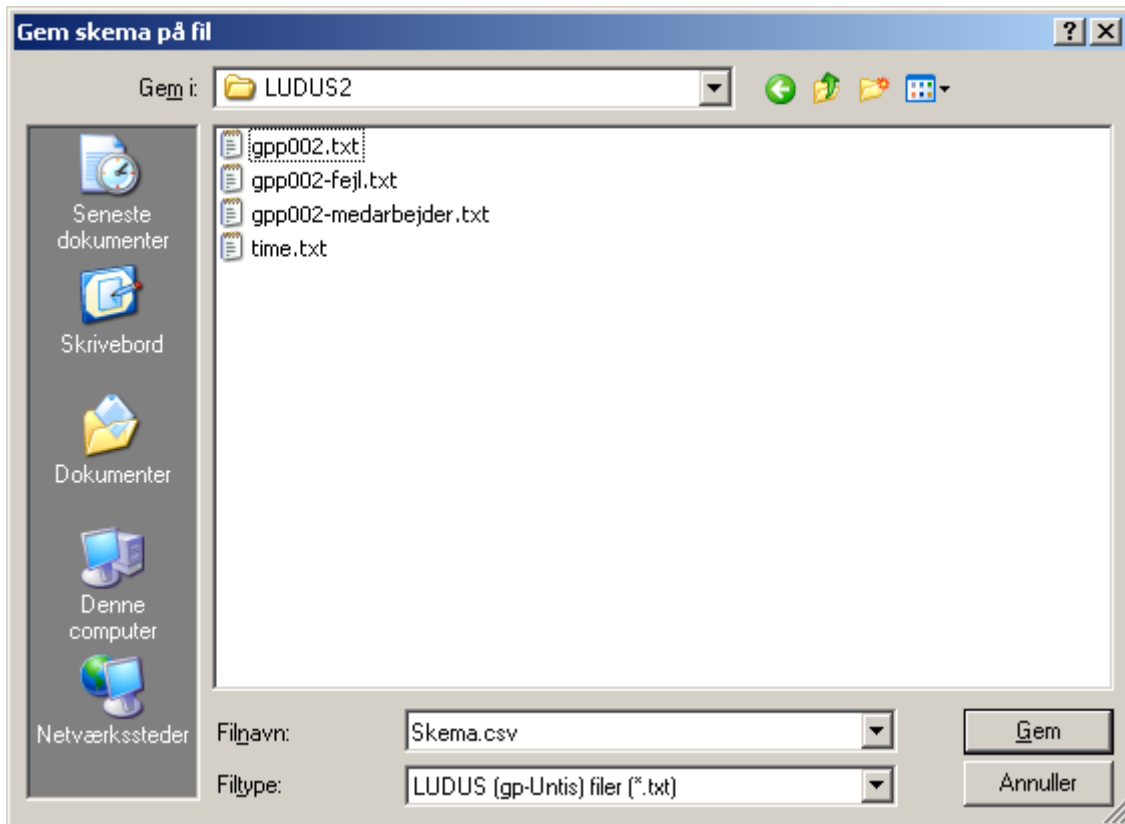 Gem skema på fil
Gem i:
LUDUS2
Seneste
dokumenter
Skrivebord
Dokumenter
Denne
computer
Netværkssteder
gpp002.txt
gpp002-fejl.txt
gpp002-medarbejder.txt
time.txt
Filnavn:
Skema.csv
Gem
Filtype:
LUDUS (gp-Untis) filer (*.txt)
Annuller